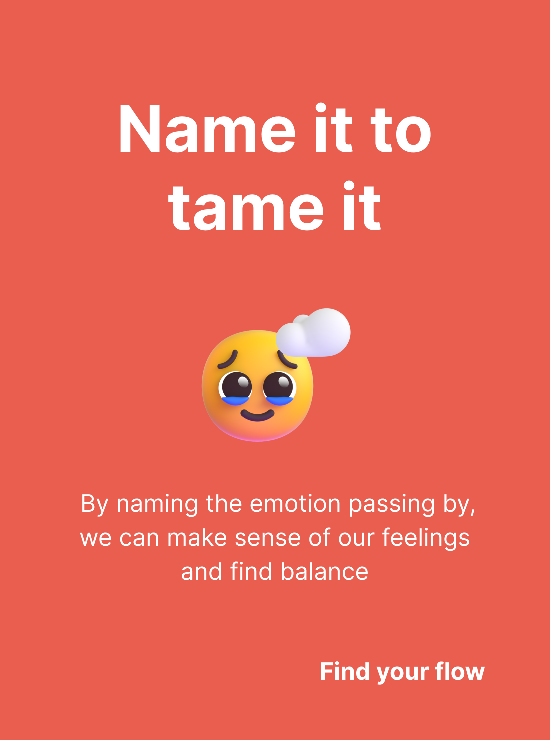 Name it to
tame it
By naming the emotion passing by,
we can make sense of our feelings
and find balance
Find your flow